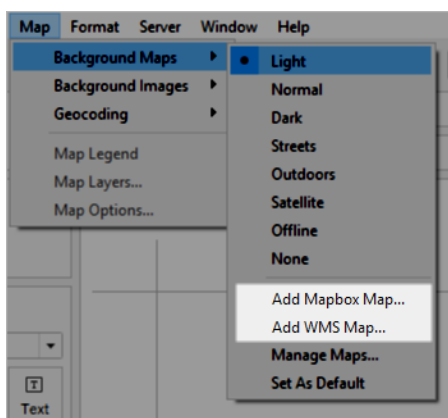 Map Format Server Window Help
Background Maps
Background Images
Geocoding
Map Legend
Map Layers...
Map Options...
Light
Normal
Dark
Streets
Outdoors
Satellite
Offline
None
Add Mapbox Map...
Add WMS Map...
Manage Maps...
Set As Default
T
Text